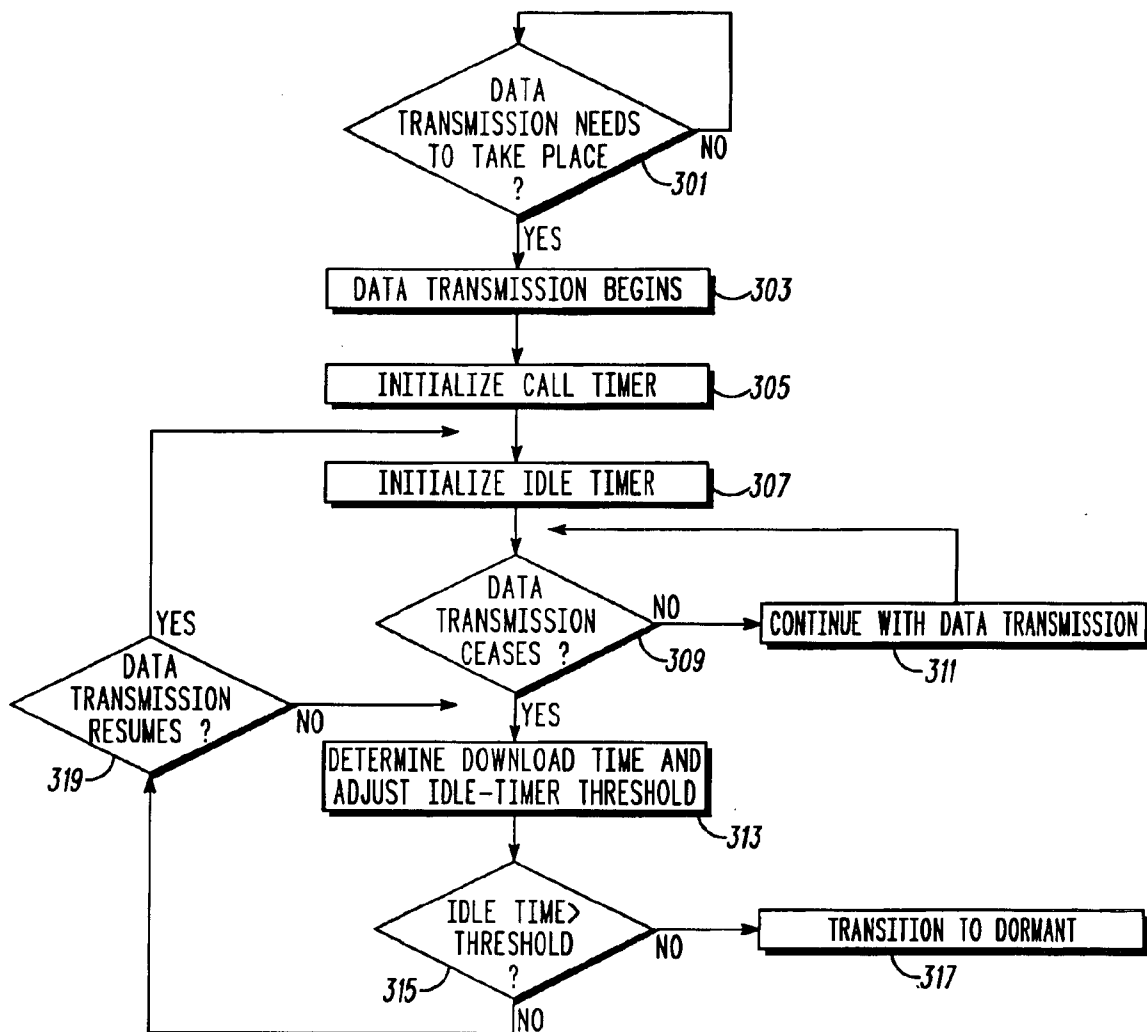 DATA
TRANSMISSION NEEDS
TO TAKE PLACE
?
NO
301
YES
DATA TRANSMISSION BEGINS
303
INITIALIZE CALL TIMER
305
INITIALIZE IDLE TIMER
307
DATA
TRANSMISSION
CEASES ?
NO
309
CONTINUE WITH DATA TRANSMISSION
311
YES
YES
DATA
TRANSMISSION
RESUMES ?
NO
319
DETERMINE DOWNLOAD TIME AND
ADJUST IDLE-TIMER THRESHOLD
313
IDLE TIME>
THRESHOLD
?
NO
315
TRANSITION TO DORMANT
317
NO